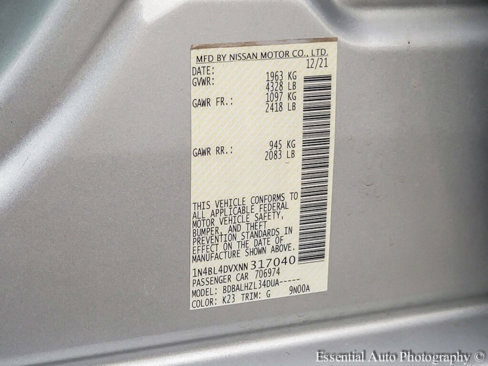 MFD BY NISSAN MOTOR CO., LTD.
DATE: 12/21
GVWR: 1963 KG
4328 LB
GAWR FR.: 1097 KG
2418 LB
GAWR RR.: 945 KG
2083 LB
THIS VEHICLE CONFORMS TO
ALL APPLICABLE FEDERAL
MOTOR VEHICLE SAFETY,
BUMPER, AND THEFT
PREVENTION STANDARDS IN
EFFECT ON THE DATE OF
MANUFACTURE SHOWN ABOVE.
1N4BL4DVXNN317040
PASSENGER CAR 706974
MODEL: BDBALHZL34DUA-----
COLOR: K23 TRIM: G 9N00A
Essential Auto Photography ©